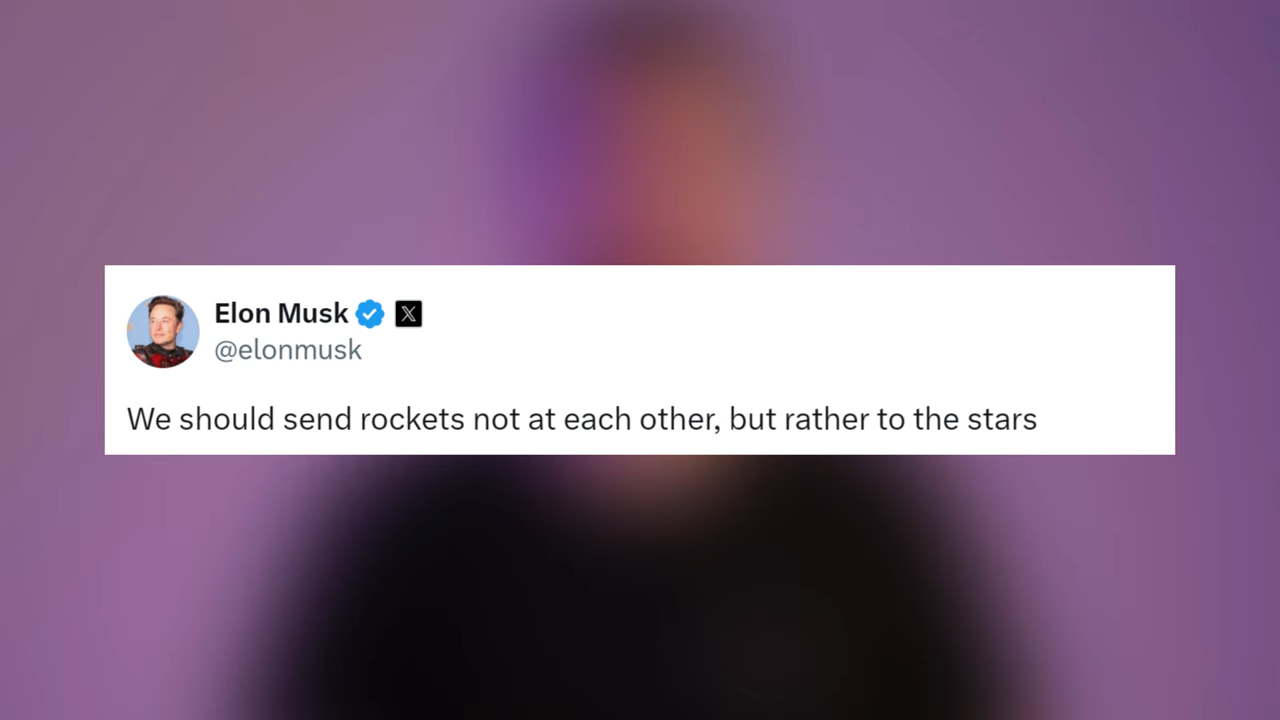 Elon Musk
@elonmusk
We should send rockets not at each other, but rather to the stars